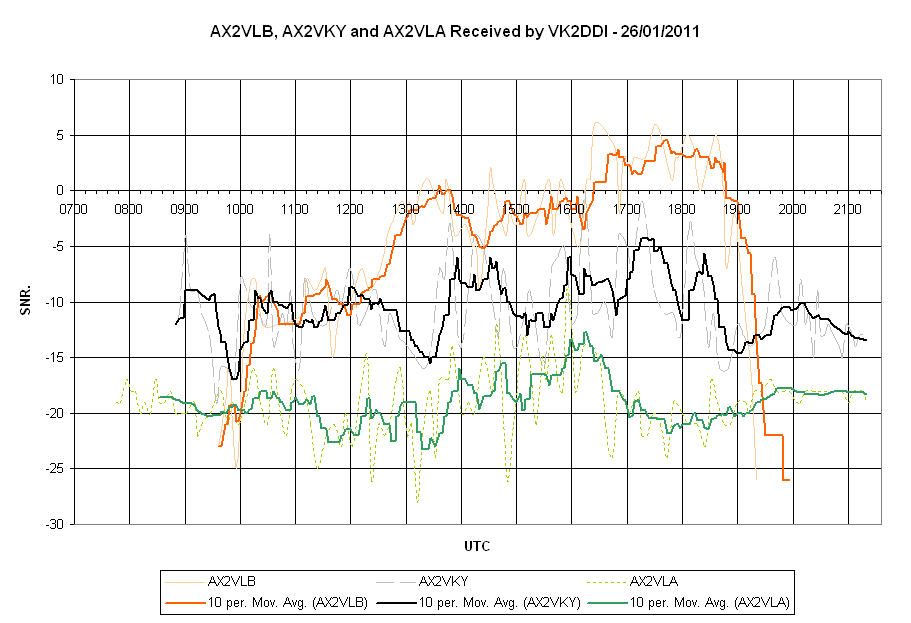 AX2VLB, AX2VKY and AX2VLA Received by VK2DDI - 26/01/2011
10
5
0
0700 0800 0900 1000 1100 1200 1300 1400 1500 1600 1700 1800 1900 2000 2100
-5
-10
-15
-20
-25
-30
SNR.
UTC
AX2VLB AX2VKY AX2VLA
10 per. Mov. Avg. (AX2VLB) 10 per. Mov. Avg. (AX2VKY) 10 per. Mov. Avg. (AX2VLA)